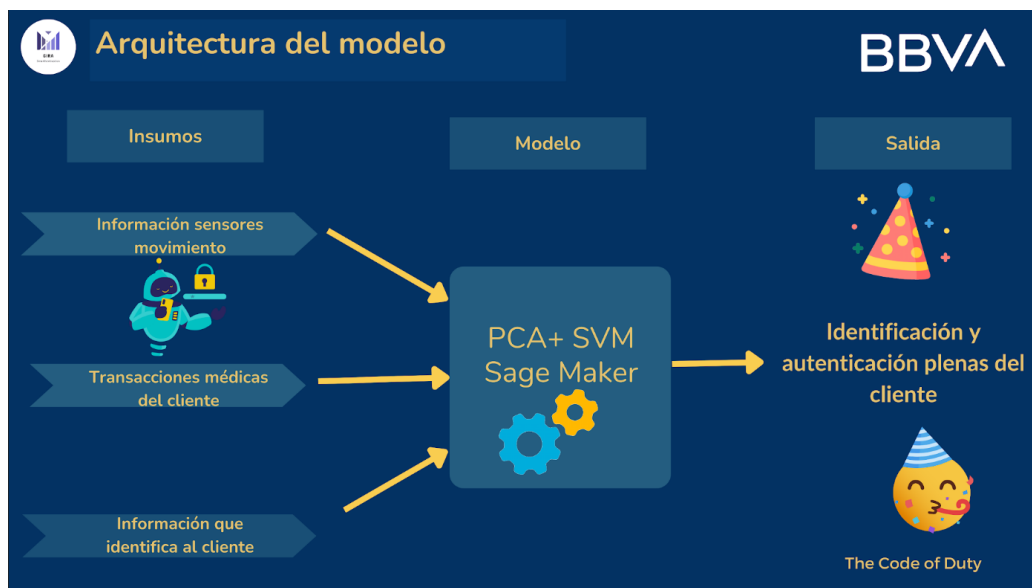 Arquitectura del modelo
BBVA
Insumos
Modelo
Salida
Información sensores
movimiento
Transacciones médicas
del cliente
Información que
identifica al cliente
PCA+ SVM
Sage Maker
Identificación y
autenticación plenas del
cliente
The Code of Duty